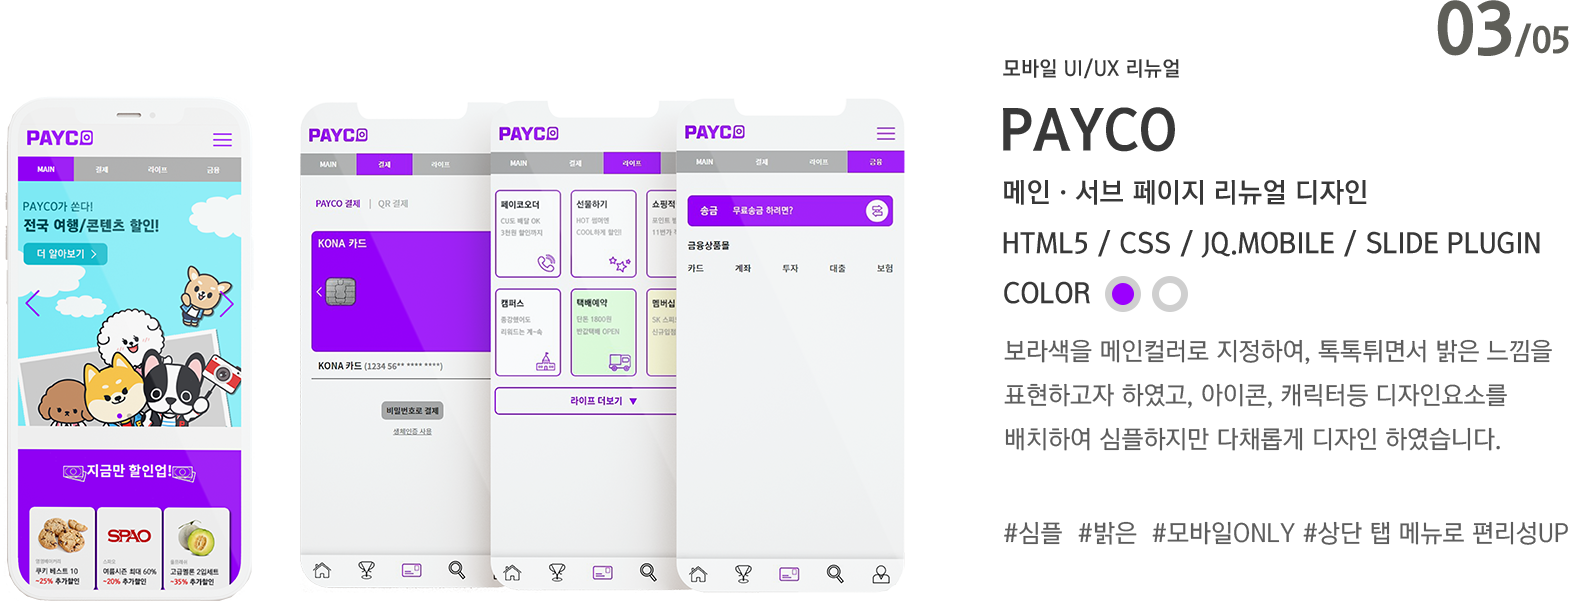 03/05
모바일 UI/UX 리뉴얼
PAYCO
메인 · 서브 페이지 리뉴얼 디자인
HTML5 / CSS / JQ.MOBILE / SLIDE PLUGIN
COLOR
보라색을 메인컬러로 지정하여, 톡톡튀면서 밝은 느낌을
표현하고자 하였고, 아이콘, 캐릭터등 디자인요소를
배치하여 심플하지만 다채롭게 디자인 하였습니다.
#심플 #밝은 #모바일ONLY #상단 탭 메뉴로 편리성UP
PAYCO
MAIN 결제 라이프 금융
PAYCO가 쏜다!
전국 여행/콘텐츠 할인!
더 알아보기 >
지금만 할인업!
SPAO
쿠키 베스트 10
~25% 추가할인
스파오
여름시즌 최대 60%
~20% 추가할인
고급멜론 2입세트
~35% 추가할인
PAYCO
MAIN 결제 라이프
PAYCO 결제 | QR 결제
KONA 카드
KONA 카드 (1234 56** **** ****)
비밀번호로 결제
생체인증 사용
PAYCO
MAIN 결제 라이프
페이코오더
CU도 배달 OK
3천원 할인까지
선물하기
HOT 썸머엔
COOL하게 할인!
쇼핑적
포인트
11번가
캠퍼스
종강했어도
리워드는 계~속
택배예약
단돈 1800원
반값택배 OPEN
멤버십
SK 스피
신규입점
라이프 더보기 ▼
PAYCO
MAIN 결제 라이프 금융
송금 무료송금 하려면?
금융상품몰
카드 계좌 투자 대출 보험